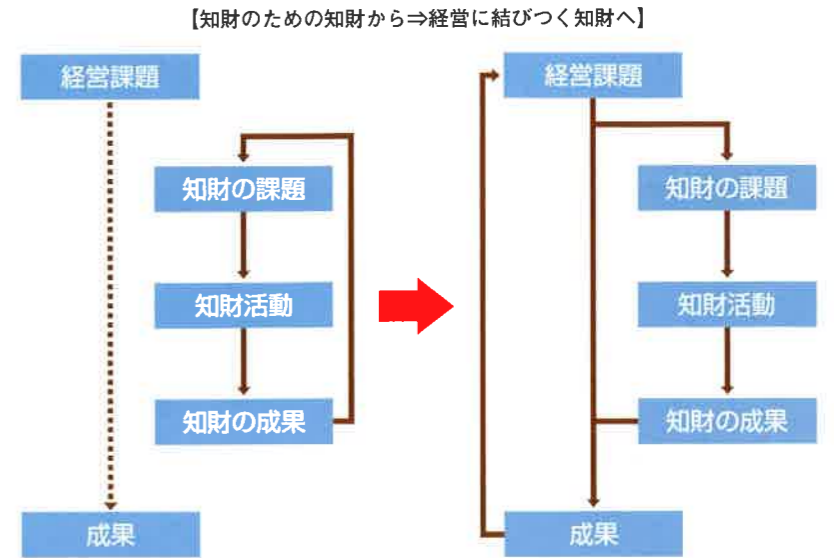 【知財のための知財から⇒経営に結びつく知財へ】
経営課題
知財の課題
知財活動
知財の成果
成果
経営課題
知財の課題
知財活動
知財の成果
成果